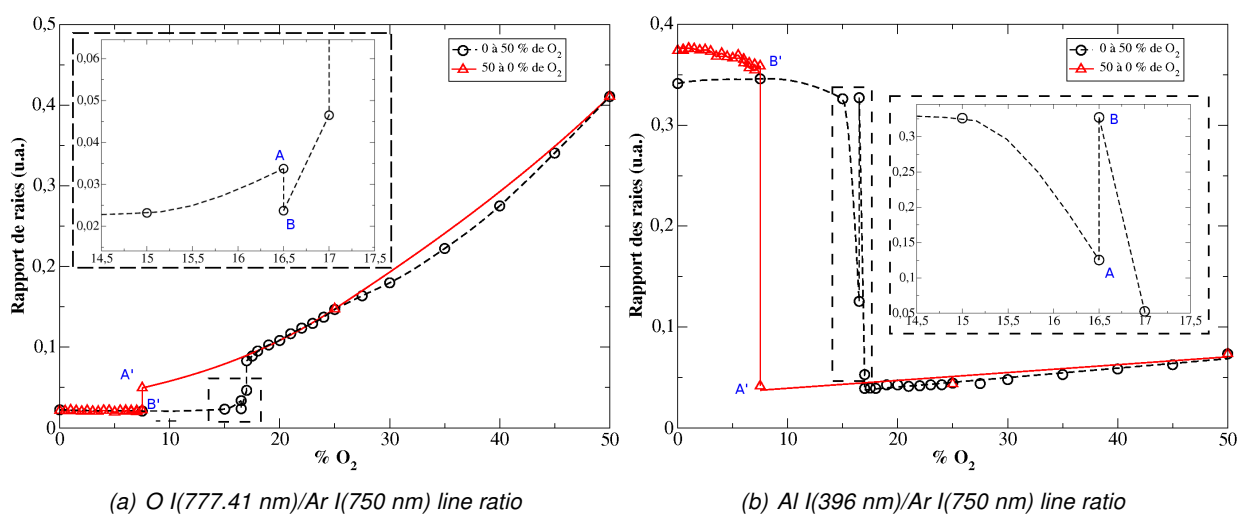 0,5
0,4
0,3
0,2
0,1
0
Rapport de raies (u.a.)
0 10 20 30 40 50
% O2
0 à 50 % de O2
50 à 0 % de O2
0,06
0,05
0,04
0,03
0,02
14,5 15 15,5 16 16,5 17 17,5
A
B
A'
B'
(a) O I(777.41 nm)/Ar I(750 nm) line ratio
0,4
0,3
0,2
0,1
0
Rapport des raies (u.a.)
0 10 20 30 40 50
% O2
0 à 50 % de O2
50 à 0 % de O2
B'
0,3
0,25
0,2
0,15
0,1
0,05
14,5 15 15,5 16 16,5 17 17,5
B
A
A'
(b) Al I(396 nm)/Ar I(750 nm) line ratio